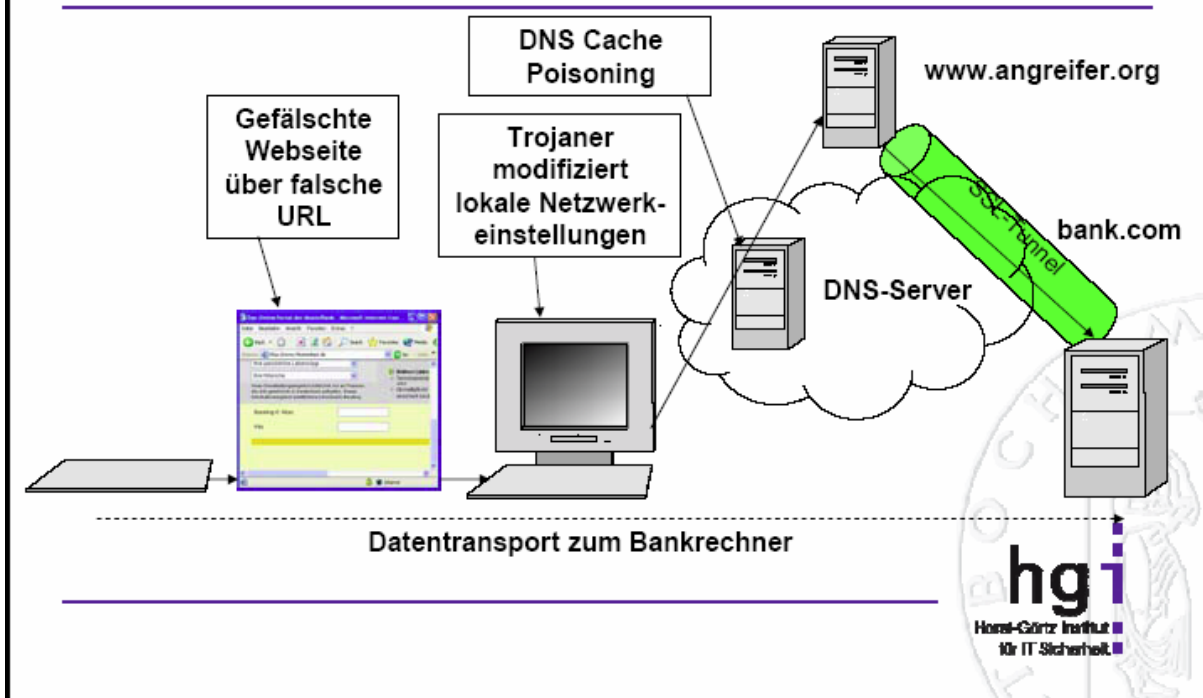 DNS Cache
Poisoning
www.angreifer.org
Gefälschte
Webseite
über falsche
URL
Trojaner
modifiziert
lokale Netzwerk-
einstellungen
SSL-Tunnel
bank.com
DNS-Server
Datentransport zum Bankrechner
hgi
Horst-Görtz Institut
für IT Sicherheit
BOCHUM